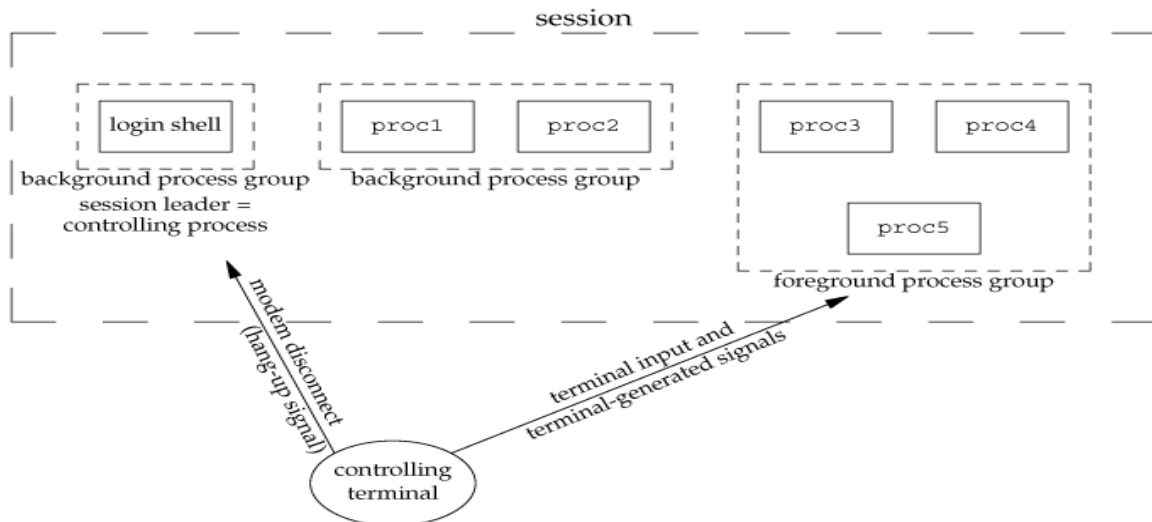 session
login shell
proc1
proc2
proc3
proc4
background process group
background process group
session leader =
controlling process
proc5
foreground process group
modem disconnect
(hang-up signal)
terminal input and
terminal-generated signals
controlling
terminal